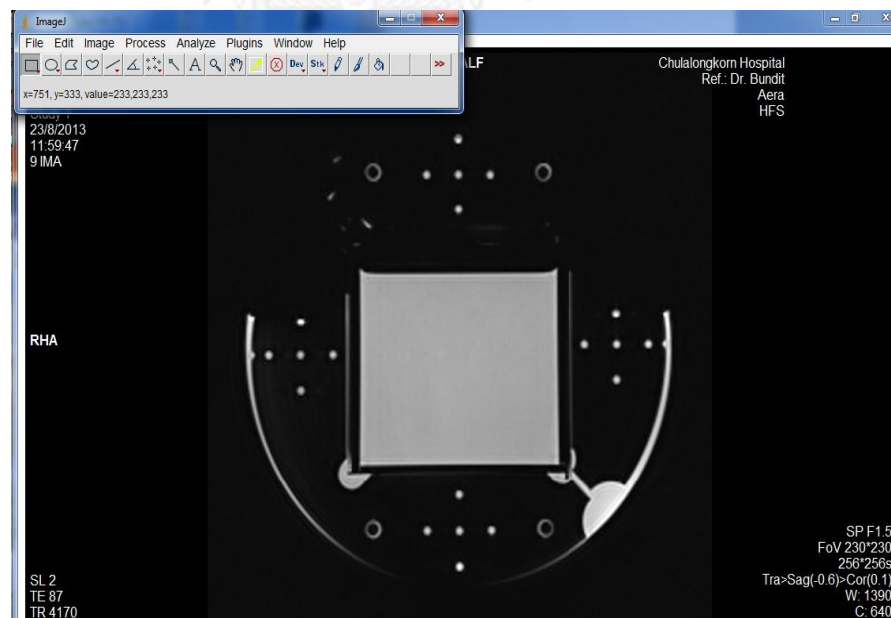 ImageJ
File Edit Image Process Analyze Plugins Window Help
Dev Stk >>
x=751, y=333, value=233,233,233
ALF
Chulalongkorn Hospital
Ref.: Dr. Bundit
Aera
HFS
23/8/2013
11:59:47
9 IMA
RHA
SL 2
TE 87
TR 4170
SP F1.5
FoV 230*230
256*256s
Tra>Sag(-0.6)>Cor(0.1)
W: 1390
C: 640